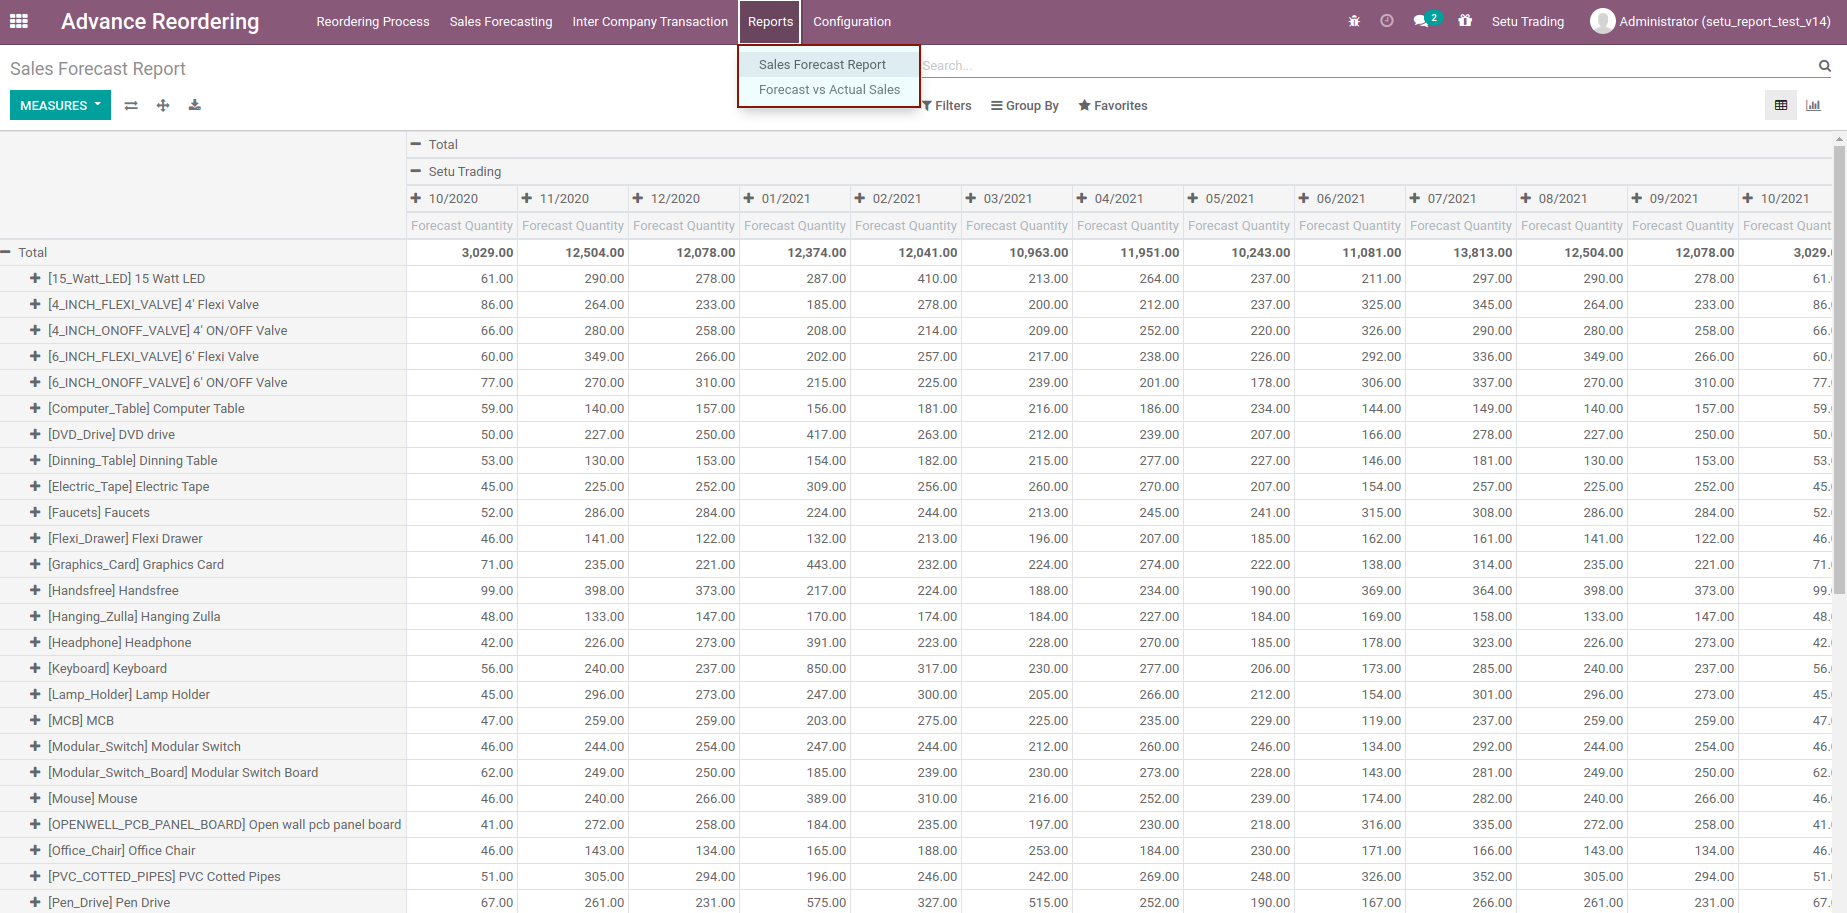 Advance Reordering Reordering Process Sales Forecasting Inter Company Transaction Reports Configuration 2 Setu Trading Administrator (setu_report_test_v14)
Sales Forecast Report Sales Forecast Report Search...
Forecast vs Actual Sales
MEASURES Filters Group By Favorites
Total
Setu Trading
10/2020 11/2020 12/2020 01/2021 02/2021 03/2021 04/2021 05/2021 06/2021 07/2021 08/2021 09/2021 10/2021
Forecast Quantity Forecast Quantity Forecast Quantity Forecast Quantity Forecast Quantity Forecast Quantity Forecast Quantity Forecast Quantity Forecast Quantity Forecast Quantity Forecast Quantity Forecast Quantity Forecast Quant
Total 3,029.00 12,504.00 12,078.00 12,374.00 12,041.00 10,963.00 11,951.00 10,243.00 11,081.00 13,813.00 12,504.00 12,078.00 3,029.
[15_Watt_LED] 15 Watt LED 61.00 290.00 278.00 287.00 410.00 213.00 264.00 237.00 211.00 297.00 290.00 278.00 61.
[4_INCH_FLEXI_VALVE] 4' Flexi Valve 86.00 264.00 233.00 185.00 278.00 200.00 212.00 237.00 325.00 345.00 264.00 233.00 86.
[4_INCH_ONOFF_VALVE] 4' ON/OFF Valve 66.00 280.00 258.00 208.00 214.00 209.00 252.00 220.00 326.00 290.00 280.00 258.00 66.
[6_INCH_FLEXI_VALVE] 6' Flexi Valve 60.00 349.00 266.00 202.00 257.00 217.00 238.00 226.00 292.00 336.00 349.00 266.00 60.
[6_INCH_ONOFF_VALVE] 6' ON/OFF Valve 77.00 270.00 310.00 215.00 225.00 239.00 201.00 178.00 306.00 337.00 270.00 310.00 77.
[Computer_Table] Computer Table 59.00 140.00 157.00 156.00 181.00 216.00 186.00 234.00 144.00 149.00 140.00 157.00 59.
[DVD_Drive] DVD drive 50.00 227.00 250.00 417.00 263.00 212.00 239.00 207.00 166.00 278.00 227.00 250.00 50.
[Dinning_Table] Dinning Table 53.00 130.00 153.00 154.00 182.00 215.00 277.00 227.00 146.00 181.00 130.00 153.00 53.
[Electric_Tape] Electric Tape 45.00 225.00 252.00 309.00 256.00 260.00 270.00 207.00 154.00 257.00 225.00 252.00 45.
[Faucets] Faucets 52.00 286.00 284.00 224.00 244.00 213.00 245.00 241.00 315.00 308.00 286.00 284.00 52.
[Flexi_Drawer] Flexi Drawer 46.00 141.00 122.00 132.00 213.00 196.00 207.00 185.00 162.00 161.00 141.00 122.00 46.
[Graphics_Card] Graphics Card 71.00 235.00 221.00 443.00 232.00 224.00 274.00 222.00 138.00 314.00 235.00 221.00 71.
[Handsfree] Handsfree 99.00 398.00 373.00 217.00 224.00 188.00 234.00 190.00 369.00 364.00 398.00 373.00 99.
[Hanging_Zulla] Hanging Zulla 48.00 133.00 147.00 170.00 174.00 184.00 227.00 184.00 169.00 158.00 133.00 147.00 48.
[Headphone] Headphone 42.00 226.00 273.00 391.00 223.00 228.00 270.00 185.00 178.00 323.00 226.00 273.00 42.
[Keyboard] Keyboard 56.00 240.00 237.00 850.00 317.00 230.00 277.00 206.00 173.00 285.00 240.00 237.00 56.
[Lamp_Holder] Lamp Holder 45.00 296.00 273.00 247.00 300.00 205.00 266.00 212.00 154.00 301.00 296.00 273.00 45.
[MCB] MCB 47.00 259.00 259.00 203.00 275.00 225.00 235.00 229.00 119.00 237.00 259.00 259.00 47.
[Modular_Switch] Modular Switch 46.00 244.00 254.00 247.00 244.00 212.00 260.00 246.00 134.00 292.00 244.00 254.00 46.
[Modular_Switch_Board] Modular Switch Board 62.00 249.00 250.00 185.00 239.00 230.00 273.00 228.00 143.00 281.00 249.00 250.00 62.
[Mouse] Mouse 46.00 240.00 266.00 389.00 310.00 216.00 252.00 239.00 174.00 282.00 240.00 266.00 46.
[OPENWELL_PCB_PANEL_BOARD] Open wall pcb panel board 41.00 272.00 258.00 184.00 235.00 197.00 230.00 218.00 316.00 335.00 272.00 258.00 41.
[Office_Chair] Office Chair 46.00 143.00 134.00 165.00 188.00 253.00 184.00 230.00 171.00 166.00 143.00 134.00 46.
[PVC_COTTED_PIPES] PVC Cotted Pipes 51.00 305.00 294.00 196.00 246.00 242.00 269.00 248.00 326.00 352.00 305.00 294.00 51.
[Pen_Drive] Pen Drive 67.00 261.00 231.00 575.00 327.00 515.00 252.00 190.00 167.00 266.00 261.00 231.00 67.